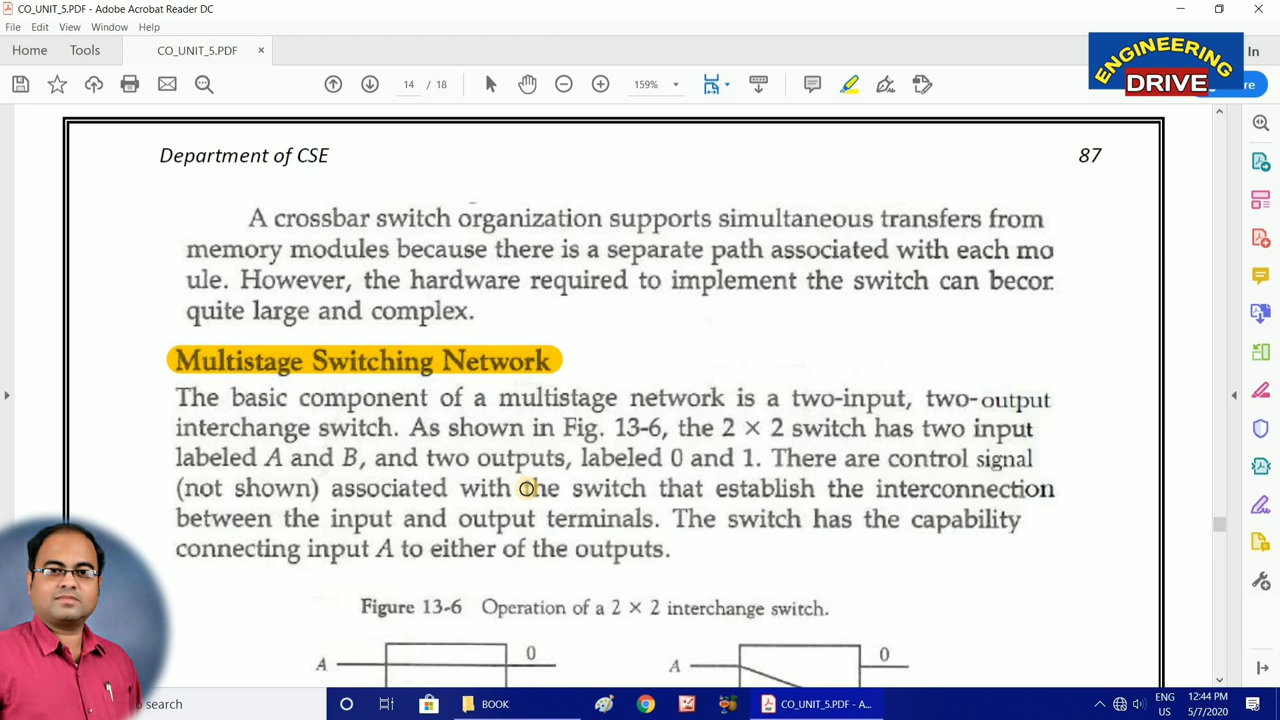 CO_UNIT_5.PDF - Adobe Acrobat Reader DC
File Edit View Window Help
Home Tools CO_UNIT_5.PDF × In
ENGINEERING
DRIVE
14 / 18 159%
Department of CSE 87
A crossbar switch organization supports simultaneous transfers from
memory modules because there is a separate path associated with each mo
ule. However, the hardware required to implement the switch can becor
quite large and complex.
Multistage Switching Network
The basic component of a multistage network is a two-input, two-output
interchange switch. As shown in Fig. 13-6, the 2 × 2 switch has two input
labeled A and B, and two outputs, labeled 0 and 1. There are control signal
(not shown) associated with the switch that establish the interconnection
between the input and output terminals. The switch has the capability
connecting input A to either of the outputs.
Figure 13-6 Operation of a 2 × 2 interchange switch.
A 0 A 0
to search
BOOK
CO_UNIT_5.PDF - A...
ENG
US
12:44 PM
5/7/2020